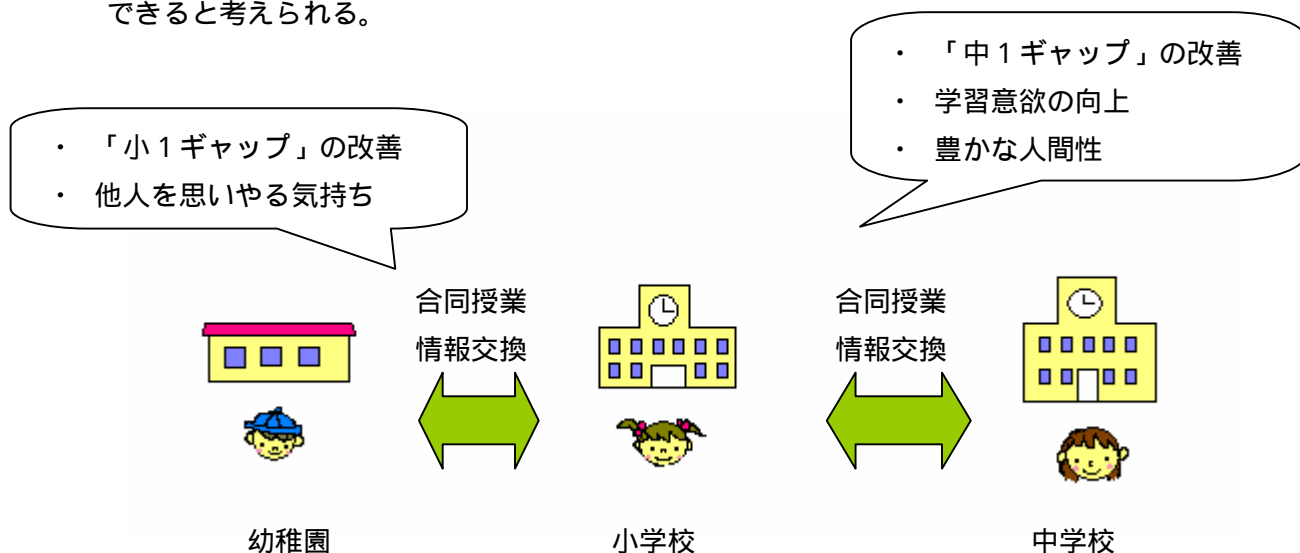 できると考えられる。
・ 「中１ギャップ」の改善
・ 学習意欲の向上
・ 豊かな人間性
・ 「小１ギャップ」の改善
・ 他人を思いやる気持ち
合同授業
情報交換
合同授業
情報交換
幼稚園
小学校
中学校